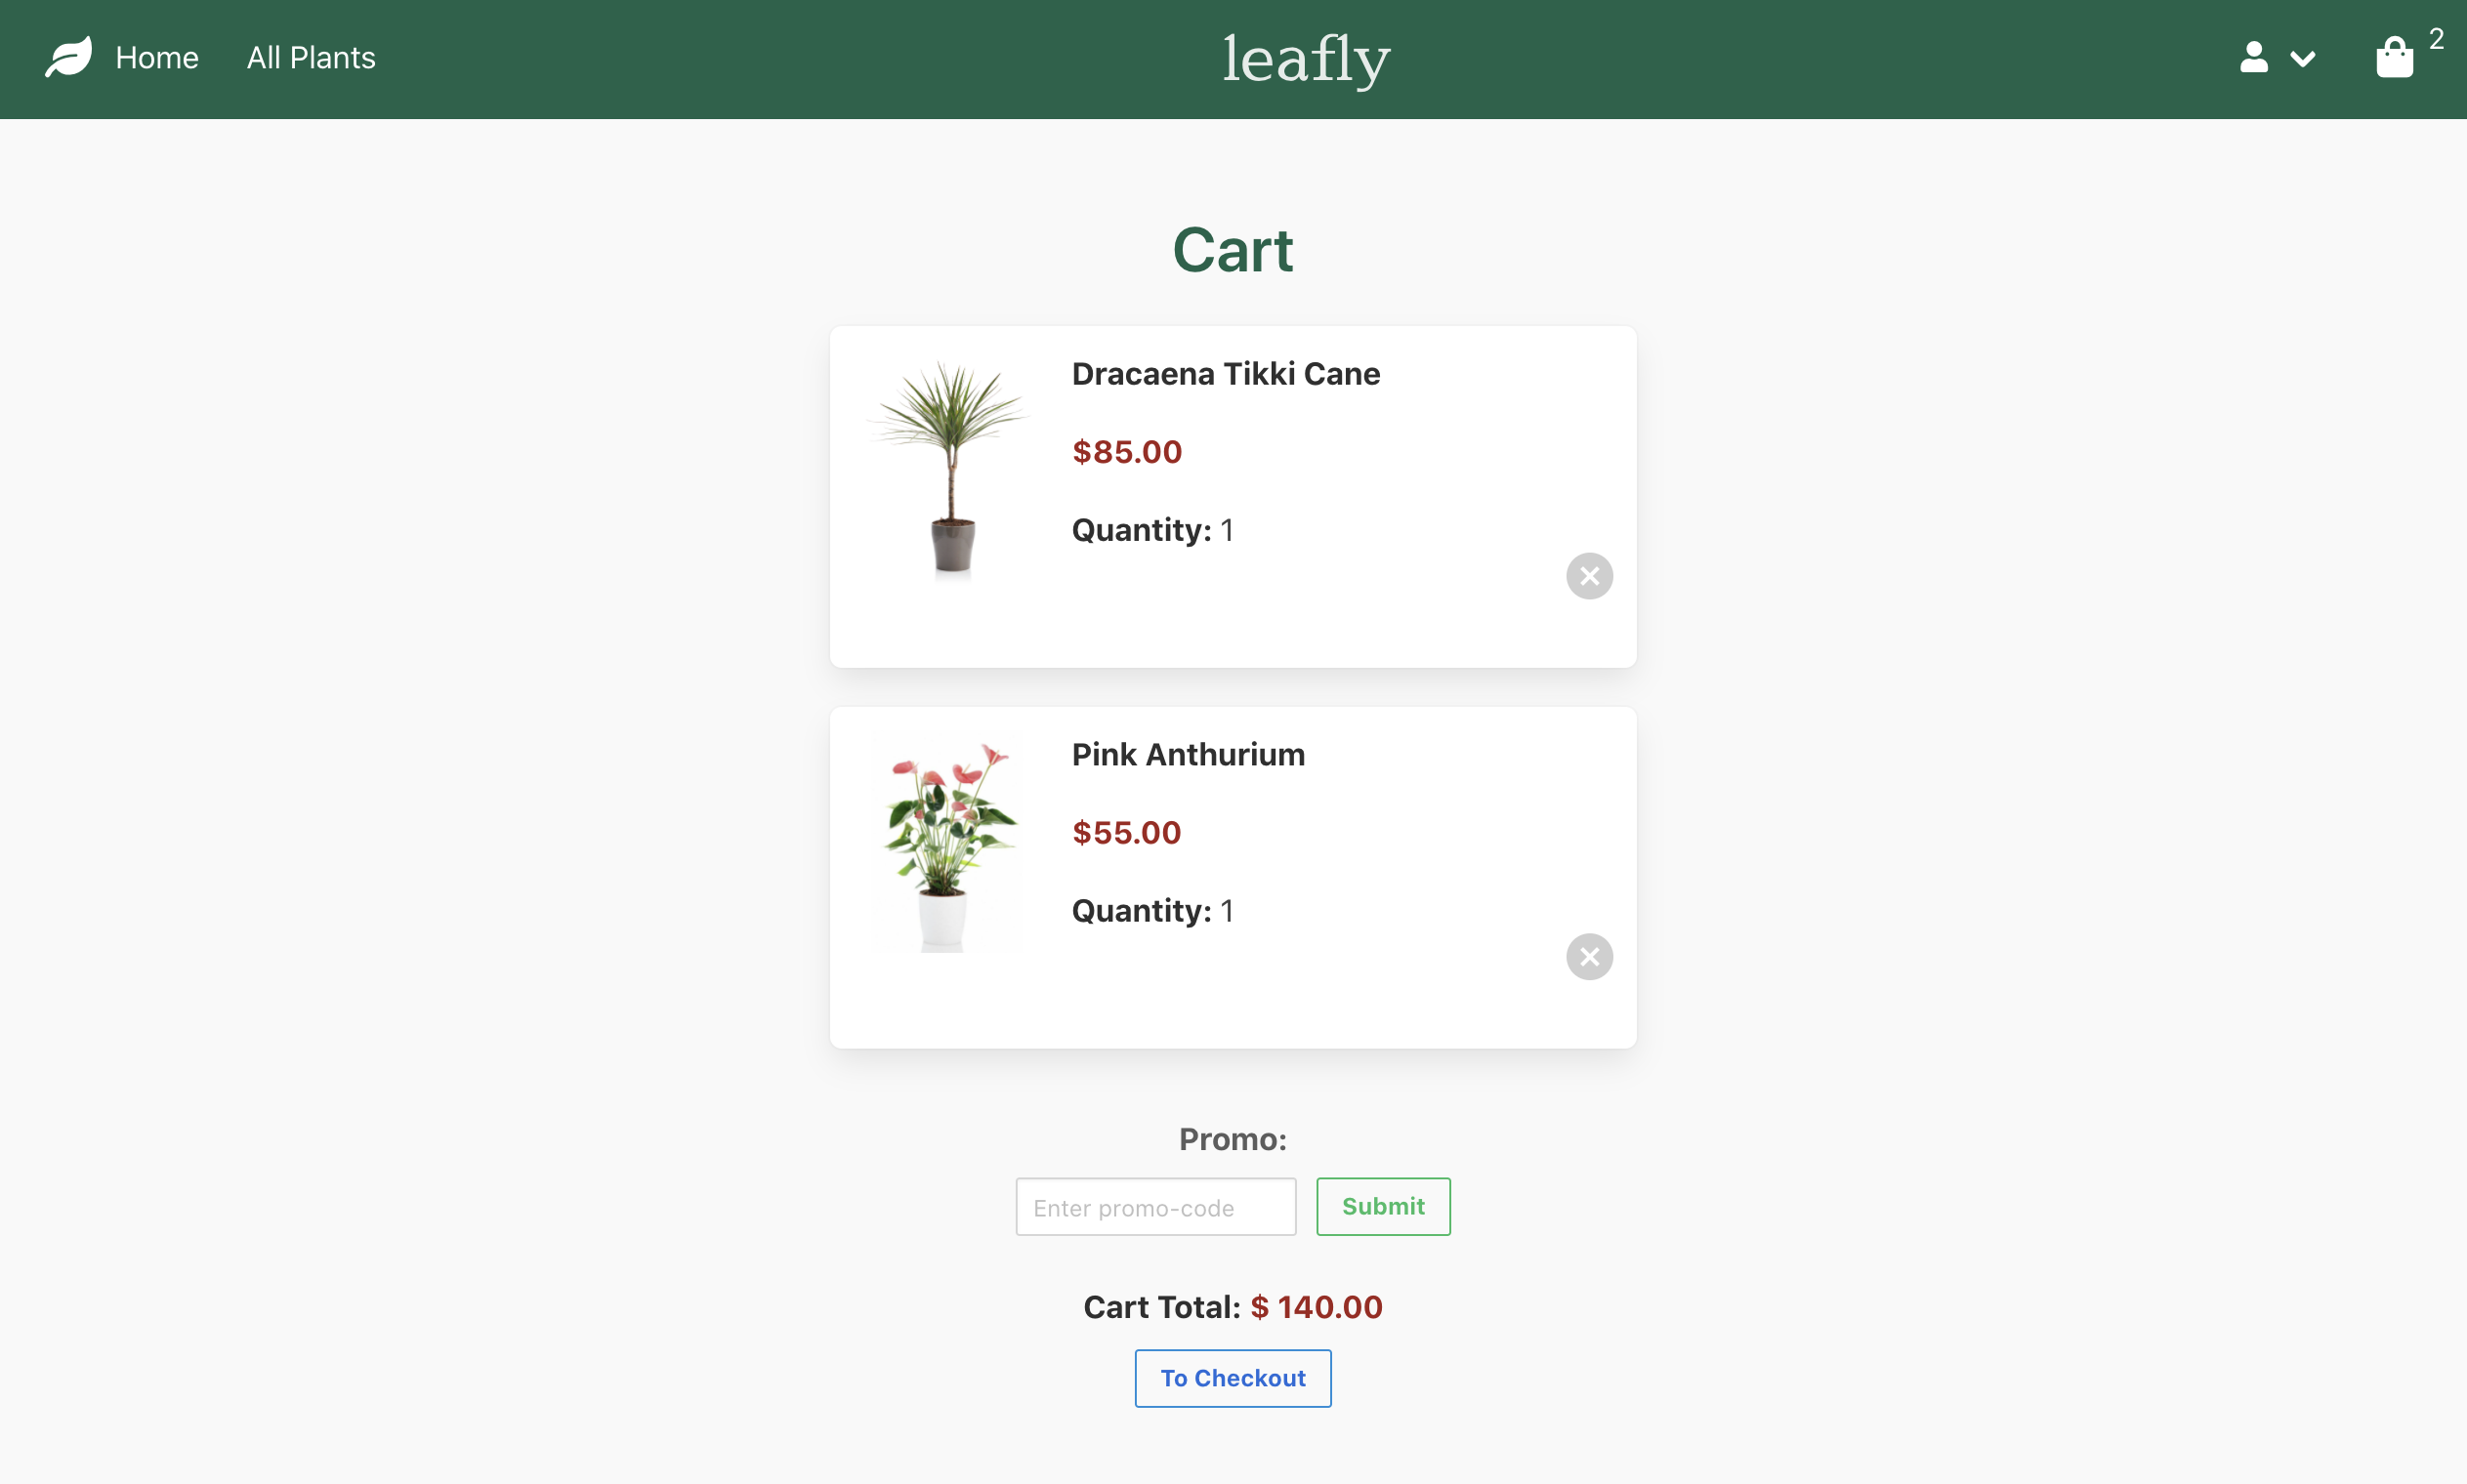 Home All Plants leafly 2
Cart
Dracaena Tikki Cane
$85.00
Quantity: 1
Pink Anthurium
$55.00
Quantity: 1
Promo:
Enter promo-code Submit
Cart Total: $ 140.00
To Checkout